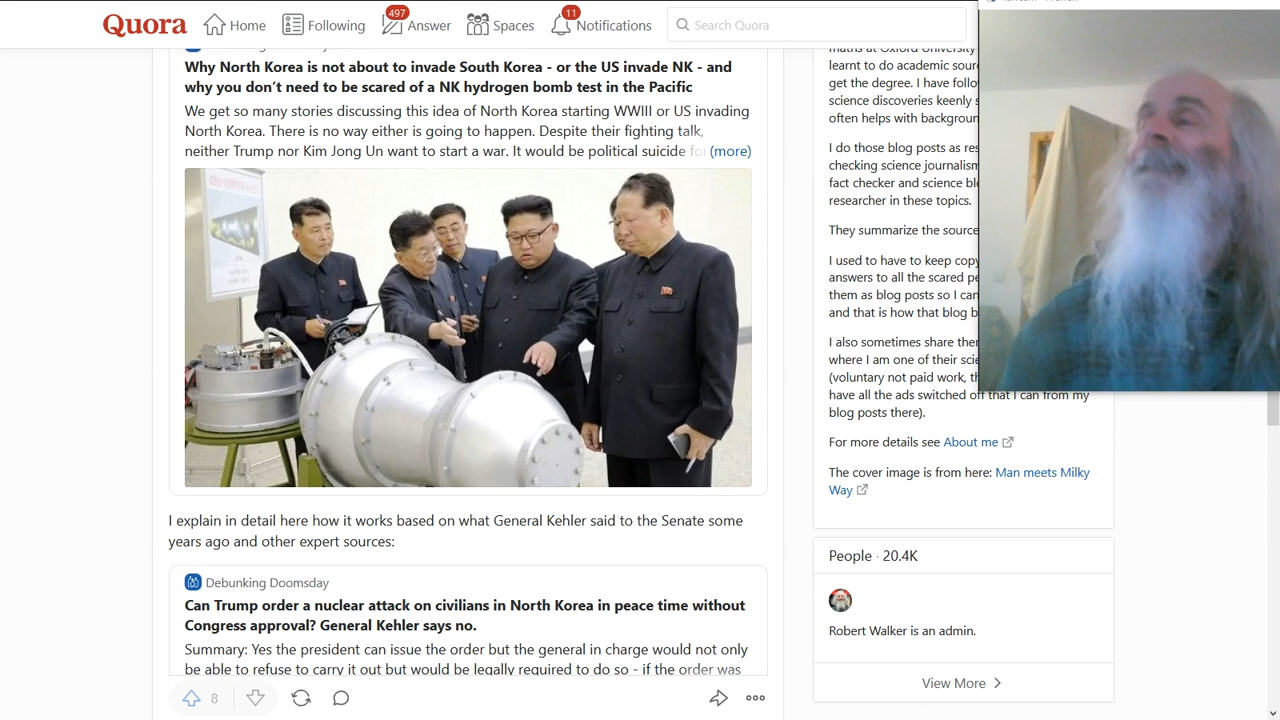 Quora
Home
Following
497
Answer
Spaces
11
Notifications
Search Quora
Why North Korea is not about to invade South Korea - or the US invade NK - and
why you don't need to be scared of a NK hydrogen bomb test in the Pacific
We get so many stories discussing this idea of North Korea starting WWIII or US invading
North Korea. There is no way either is going to happen. Despite their fighting talk,
neither Trump nor Kim Jong Un want to start a war. It would be political suicide for (more)
I explain in detail here how it works based on what General Kehler said to the Senate some
years ago and other expert sources:
Debunking Doomsday
Can Trump order a nuclear attack on civilians in North Korea in peace time without
Congress approval? General Kehler says no.
Summary: Yes the president can issue the order but the general in charge would not only
be able to refuse to carry it out but would be legally required to do so - if the order was
8
maths at Oxford University
learnt to do academic
get the degree. I have
science discoveries keenly
often helps with
I do those blog posts as
checking science journalism
fact checker and science
researcher in these topics.
They summarize the source
I used to have to keep
answers to all the scared
them as blog posts so I can
and that is how that blog
I also sometimes share
where I am one of their
(voluntary not paid work,
have all the ads switched off that I can from my
blog posts there).
For more details see About me
The cover image is from here: Man meets Milky
Way
People · 20.4K
Robert Walker is an admin.
View More